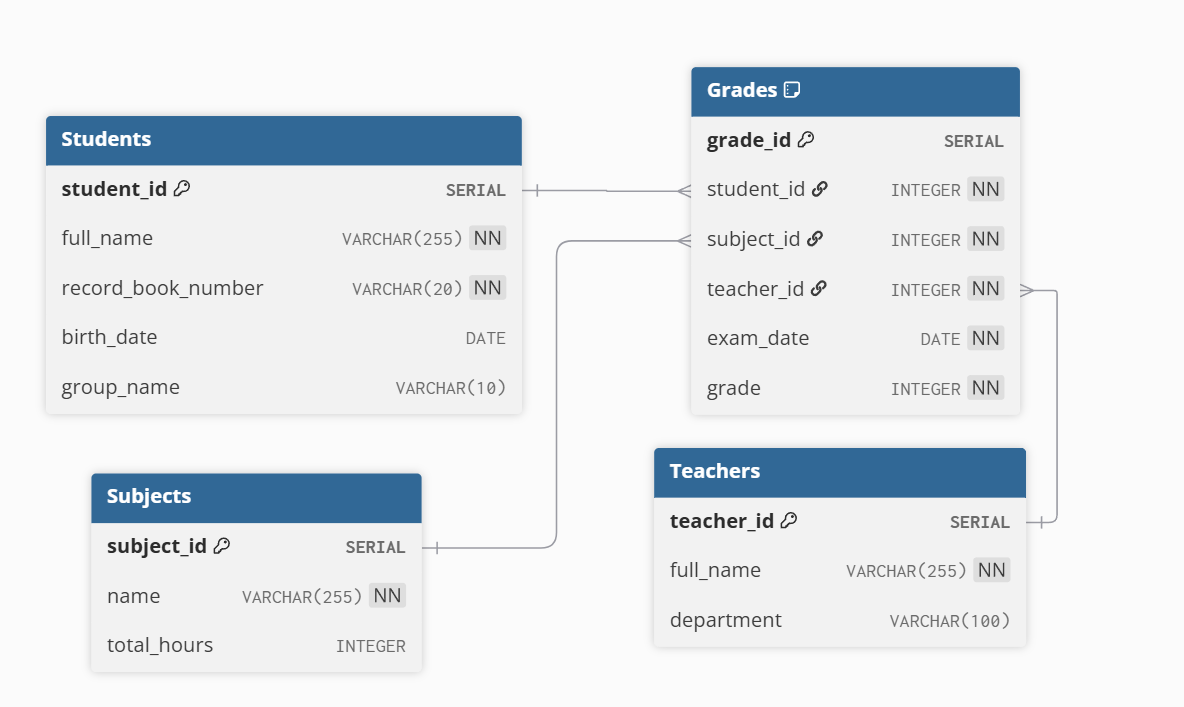 Students
student_id SERIAL
full_name VARCHAR(255) NN
record_book_number VARCHAR(20) NN
birth_date DATE
group_name VARCHAR(10)
Grades
grade_id SERIAL
student_id INTEGER NN
subject_id INTEGER NN
teacher_id INTEGER NN
exam_date DATE NN
grade INTEGER NN
Subjects
subject_id SERIAL
name VARCHAR(255) NN
total_hours INTEGER
Teachers
teacher_id SERIAL
full_name VARCHAR(255) NN
department VARCHAR(100)